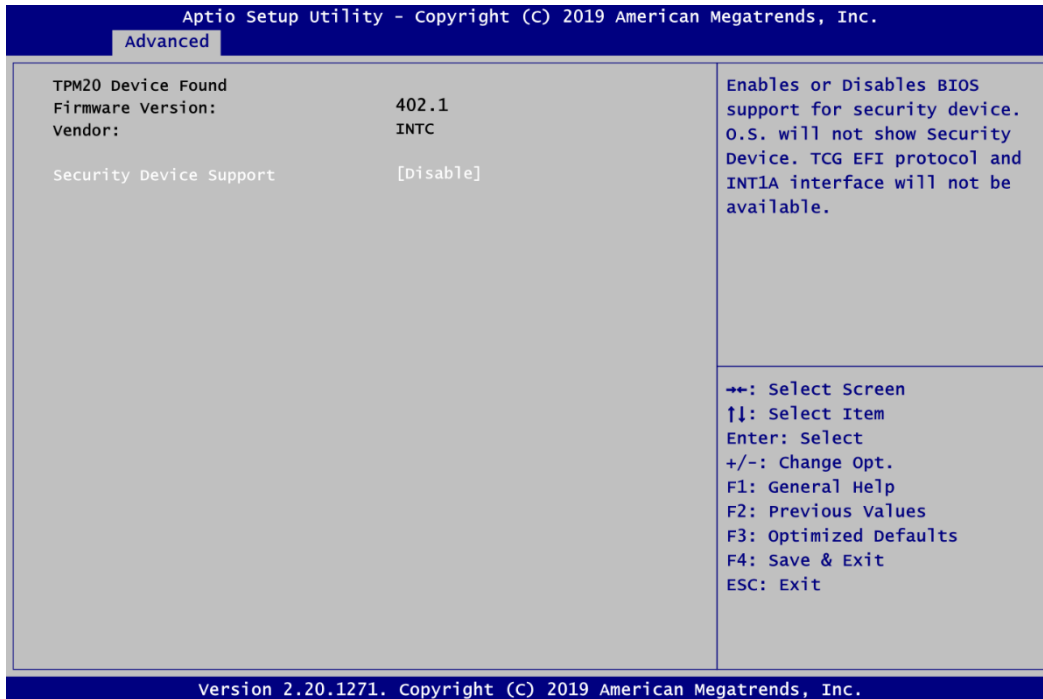 Aptio Setup Utility - Copyright (C) 2019 American Megatrends, Inc.
Advanced
TPM20 Device Found
Firmware Version: 402.1
Vendor: INTC
Security Device Support [Disable]
Enables or Disables BIOS
support for security device.
O.S. will not show Security
Device. TCG EFI protocol and
INT1A interface will not be
available.
→←: Select Screen
↑↓: Select Item
Enter: Select
+/-: Change Opt.
F1: General Help
F2: Previous Values
F3: Optimized Defaults
F4: Save & Exit
ESC: Exit
Version 2.20.1271. Copyright (C) 2019 American Megatrends, Inc.